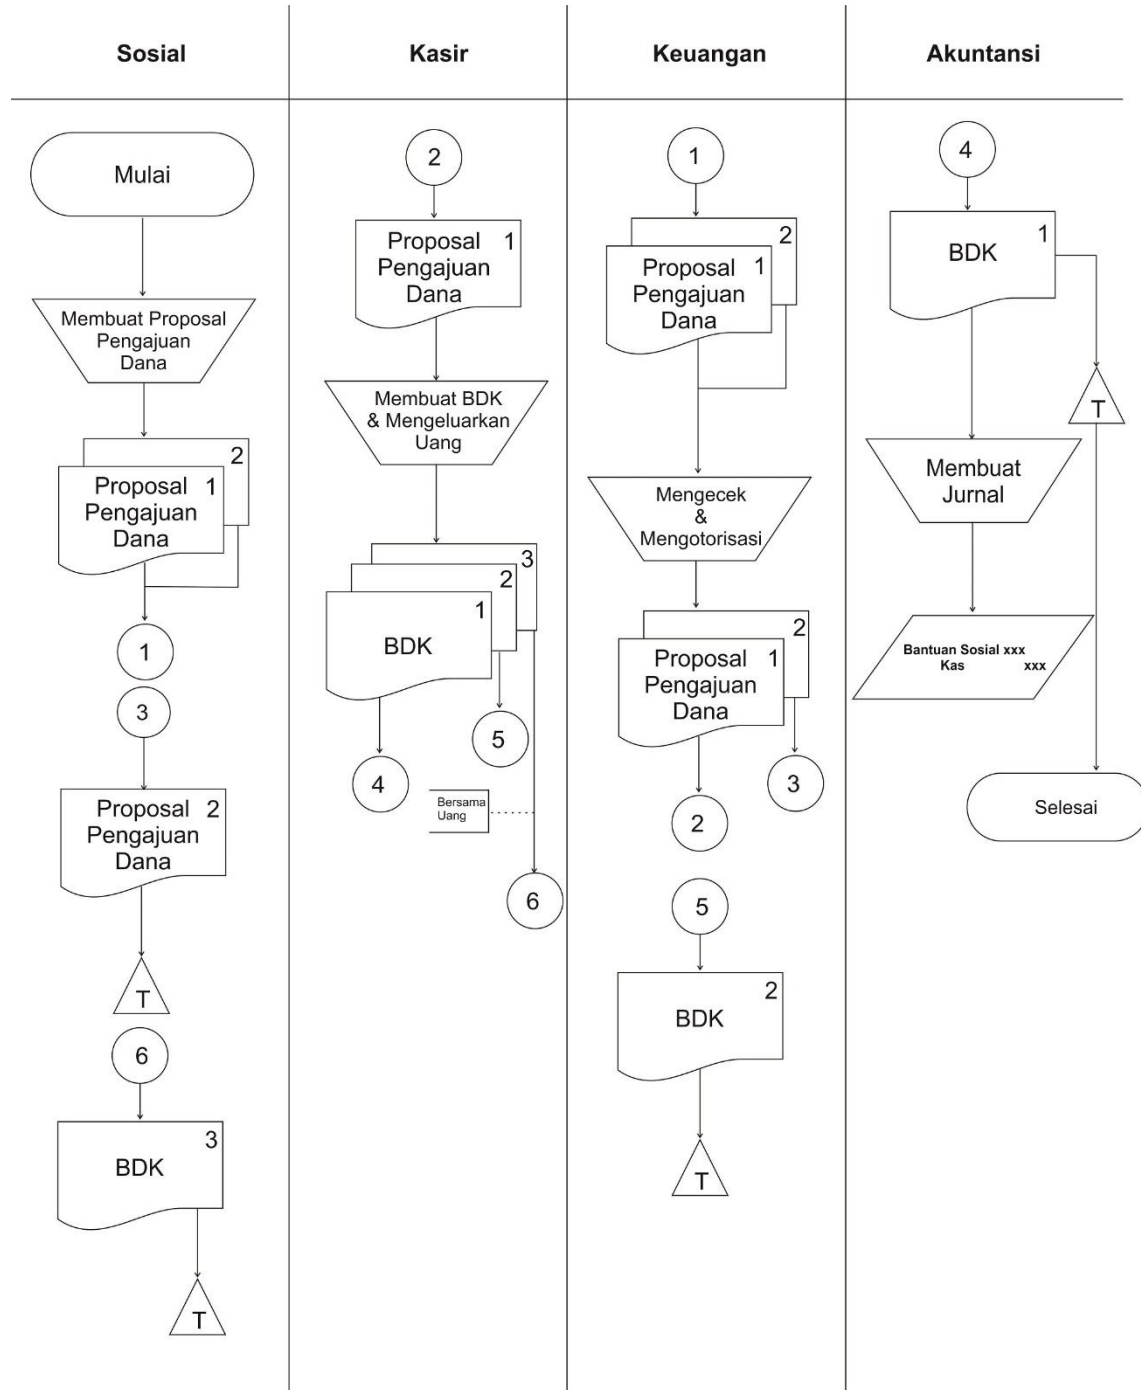 Sosial
Kasir
Keuangan
Akuntansi
Mulai
Membuat Proposal
Pengajuan
Dana
2
Proposal 1
Pengajuan
Dana
1
3
Proposal 2
Pengajuan
Dana
T
6
3
BDK
T
2
Proposal 1
Pengajuan
Dana
Membuat BDK
& Mengeluarkan
Uang
3
2
1
BDK
5
4
Bersama
Uang
6
1
2
Proposal 1
Pengajuan
Dana
Mengecek
&
Mengotorisasi
2
Proposal 1
Pengajuan
Dana
3
2
5
2
BDK
T
4
1
BDK
T
Membuat
Jurnal
Bantuan Sosial xxx
Kas xxx
Selesai